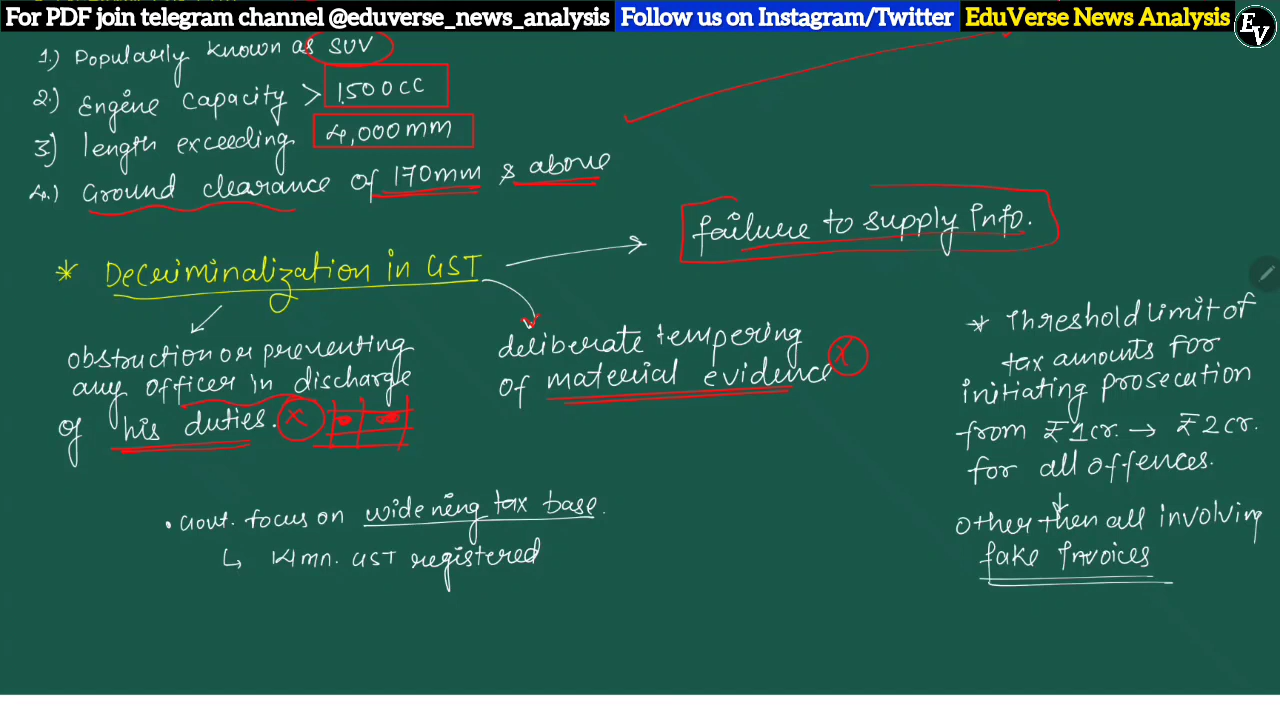 For PDF join telegram channel @eduverse_news_analysis Follow us on Instagram/Twitter EduVerse News Analysis
EV
1.) Popularly known as SUV
2.) Engine capacity > 1500cc
3.) length exceeding 4,000mm
4.) Ground clearance of 170mm & above
failure to supply info.
* Decriminalization in GST
obstruction or preventing
any officer in discharge
of his duties. X
deliberate tempering
of material evidence X
* Threshold limit of
tax amounts for
initiating prosecution
from ₹1cr. → ₹2cr.
for all offences.
other then all involving
fake Invoices
• Govt. focus on widening tax base.
↳ 14mn. GST registered